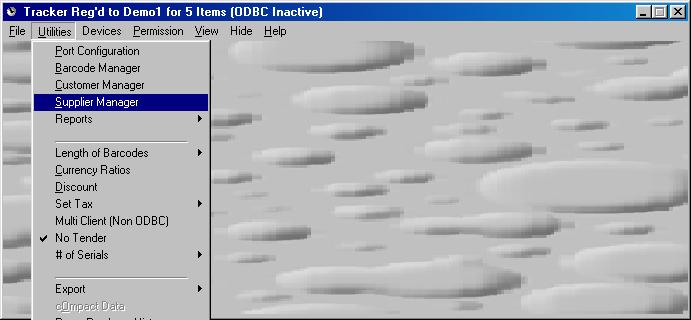 Tracker Reg'd to Demo1 for 5 Items (ODBC Inactive)
File Utilities Devices Permission View Hide Help
Port Configuration
Barcode Manager
Customer Manager
Supplier Manager
Reports
Length of Barcodes
Currency Ratios
Discount
Set Tax
Multi Client (Non ODBC)
No Tender
# of Serials
Export
cOmpact Data